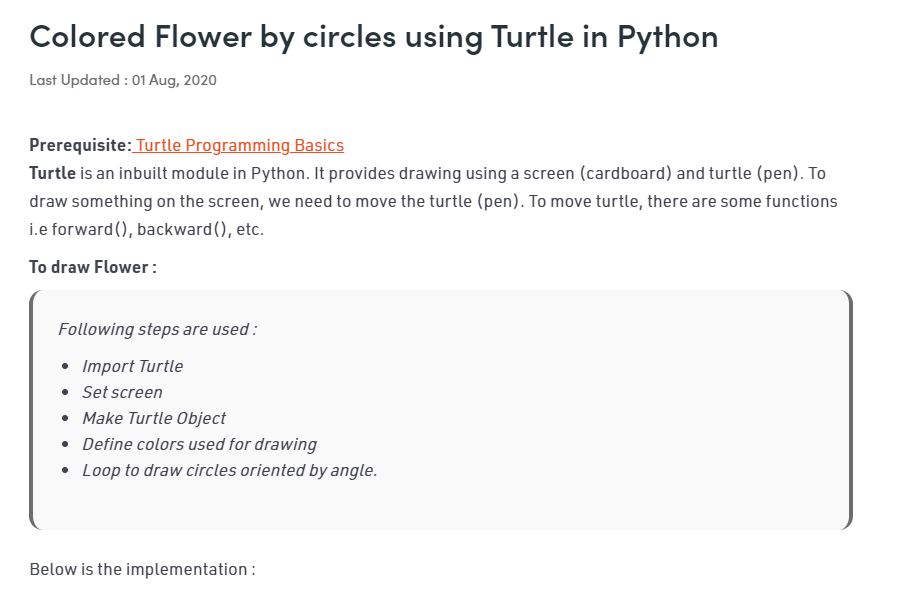 Colored Flower by circles using Turtle in Python
Last Updated : 01 Aug, 2020
Prerequisite: Turtle Programming Basics
Turtle is an inbuilt module in Python. It provides drawing using a screen (cardboard) and turtle (pen). To
draw something on the screen, we need to move the turtle (pen). To move turtle, there are some functions
i.e forward(), backward(), etc.
To draw Flower :
Following steps are used :
• Import Turtle
• Set screen
• Make Turtle Object
• Define colors used for drawing
• Loop to draw circles oriented by angle.
Below is the implementation :